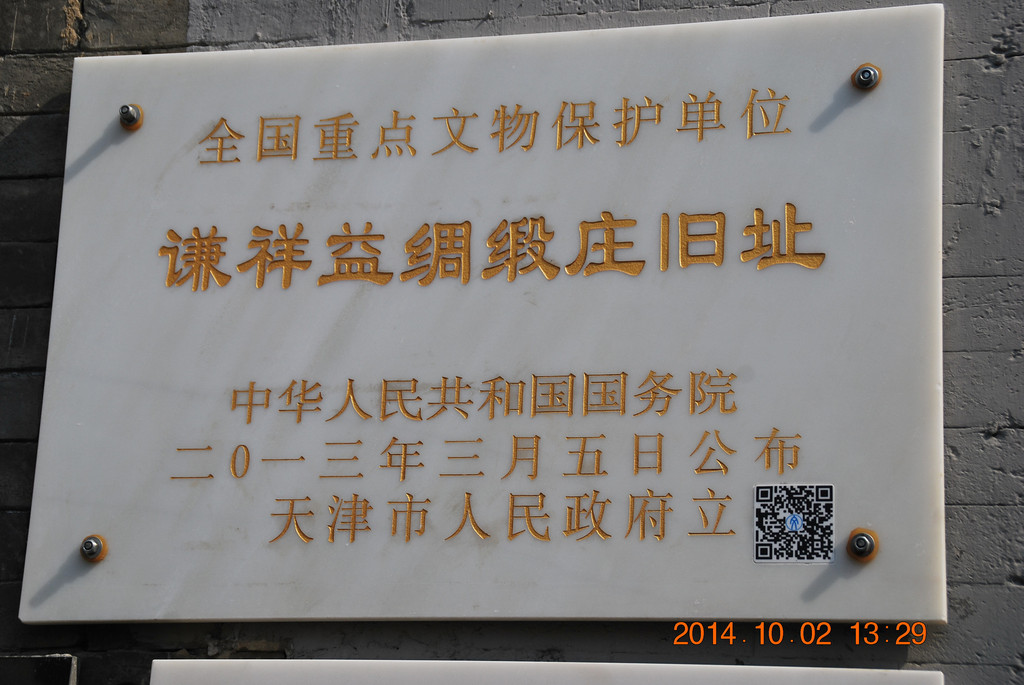 全国重点文物保护单位
谦祥益绸缎庄旧址
中华人民共和国国务院
二0一三年三月五日公布
天津市人民政府立
2014.10.02 13:29